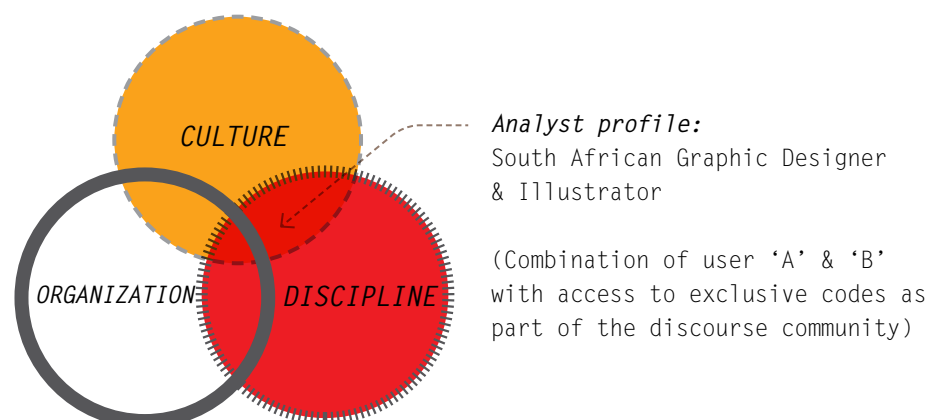 CULTURE
ORGANIZATION
DISCIPLINE
Analyst profile:
South African Graphic Designer
& Illustrator
(Combination of user ‘A’ & ‘B’
with access to exclusive codes as
part of the discourse community)